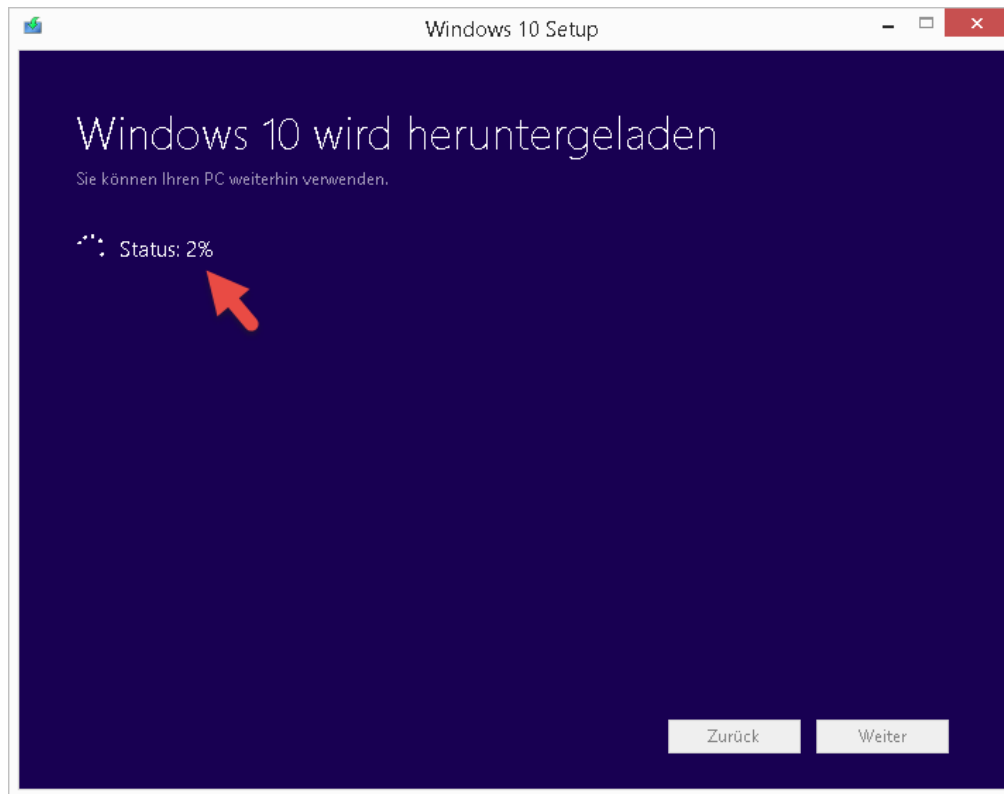 Windows 10 Setup
Windows 10 wird heruntergeladen
Sie können Ihren PC weiterhin verwenden.
Status: 2%
Zurück
Weiter